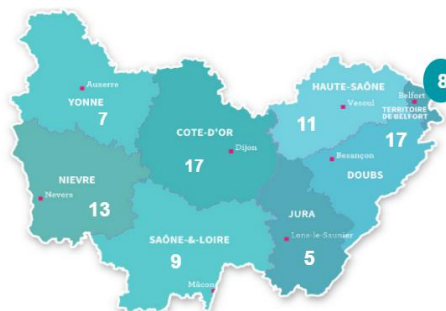 Auxerre
YONNE
7
NIEVRE
Nevers
13
COTE-D'OR
Dijon
17
SAÔNE-&-LOIRE
9
Mâcon
HAUTE-SAÔNE
Vesoul
11
Belfort
TERRITOIRE
DE BELFORT
8
17
Besançon
DOUBS
JURA
Lons-le-Saunier
5